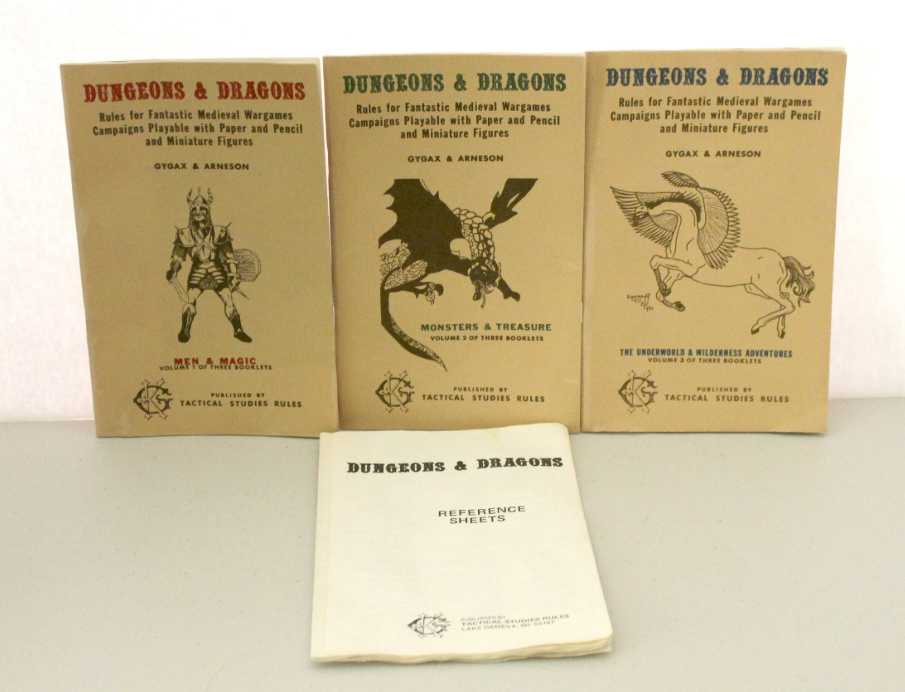 DUNGEONS & DRAGONS
Rules for Fantastic Medieval Wargames
Campaigns Playable with Paper and Pencil
and Miniature Figures
GYGAX & ARNESON
MEN & MAGIC
VOLUME 1 OF THREE BOOKLETS
PUBLISHED BY
TACTICAL STUDIES RULES
DUNGEONS & DRAGONS
Rules for Fantastic Medieval Wargames
Campaigns Playable with Paper and Pencil
and Miniature Figures
GYGAX & ARNESON
MONSTERS & TREASURE
VOLUME 2 OF THREE BOOKLETS
PUBLISHED BY
TACTICAL STUDIES RULES
DUNGEONS & DRAGONS
Rules for Fantastic Medieval Wargames
Campaigns Playable with Paper and Pencil
and Miniature Figures
GYGAX & ARNESON
THE UNDERWORLD & WILDERNESS ADVENTURES
VOLUME 3 OF THREE BOOKLETS
PUBLISHED BY
TACTICAL STUDIES RULES
DUNGEONS & DRAGONS
REFERENCE
SHEETS
PUBLISHED BY
TACTICAL STUDIES RULES
LAKE GENEVA, WI 53147